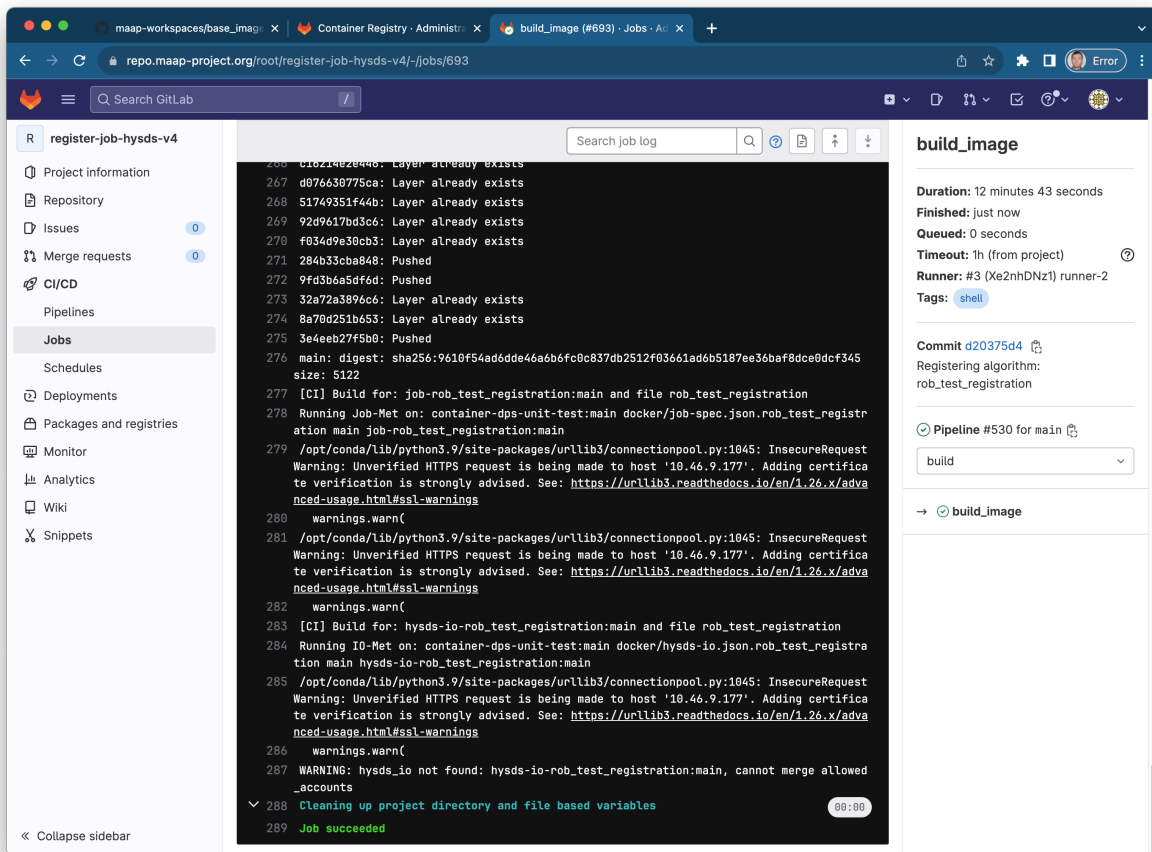 maap-workspaces/base_image
Container Registry · Administra
build_image (#693) · Jobs · Ad
repo.maap-project.org/root/register-job-hysds-v4/-/jobs/693
Error
Search GitLab
/
R register-job-hysds-v4
Project information
Repository
Issues 0
Merge requests 0
CI/CD
Pipelines
Jobs
Schedules
Deployments
Packages and registries
Monitor
Analytics
Wiki
Snippets
« Collapse sidebar
Search job log
266 c18214e2e446: Layer already exists
267 d076630775ca: Layer already exists
268 51749351f44b: Layer already exists
269 92d9617bd3c6: Layer already exists
270 f034d9e30cb3: Layer already exists
271 284b33cba848: Pushed
272 9fd3b6a5df6d: Pushed
273 32a72a3896c6: Layer already exists
274 8a70d251b653: Layer already exists
275 3e4eeb27f5b0: Pushed
276 main: digest: sha256:9610f54ad6dde46a6b6fc0c837db2512f03661ad6b5187ee36baf8dce0dcf345
size: 5122
277 [CI] Build for: job-rob_test_registration:main and file rob_test_registration
278 Running Job-Met on: container-dps-unit-test:main docker/job-spec.json.rob_test_registr
ation main job-rob_test_registration:main
279 /opt/conda/lib/python3.9/site-packages/urllib3/connectionpool.py:1045: InsecureRequest
Warning: Unverified HTTPS request is being made to host '10.46.9.177'. Adding certifica
te verification is strongly advised. See: https://urllib3.readthedocs.io/en/1.26.x/adva
nced-usage.html#ssl-warnings
280 warnings.warn(
281 /opt/conda/lib/python3.9/site-packages/urllib3/connectionpool.py:1045: InsecureRequest
Warning: Unverified HTTPS request is being made to host '10.46.9.177'. Adding certifica
te verification is strongly advised. See: https://urllib3.readthedocs.io/en/1.26.x/adva
nced-usage.html#ssl-warnings
282 warnings.warn(
283 [CI] Build for: hysds-io-rob_test_registration:main and file rob_test_registration
284 Running IO-Met on: container-dps-unit-test:main docker/hysds-io.json.rob_test_registra
tion main hysds-io-rob_test_registration:main
285 /opt/conda/lib/python3.9/site-packages/urllib3/connectionpool.py:1045: InsecureRequest
Warning: Unverified HTTPS request is being made to host '10.46.9.177'. Adding certifica
te verification is strongly advised. See: https://urllib3.readthedocs.io/en/1.26.x/adva
nced-usage.html#ssl-warnings
286 warnings.warn(
287 WARNING: hysds_io not found: hysds-io-rob_test_registration:main, cannot merge allowed
_accounts
288 Cleaning up project directory and file based variables 00:00
289 Job succeeded
build_image
Duration: 12 minutes 43 seconds
Finished: just now
Queued: 0 seconds
Timeout: 1h (from project)
Runner: #3 (Xe2nhDNz1) runner-2
Tags: shell
Commit d20375d4
Registering algorithm:
rob_test_registration
Pipeline #530 for main
build
→ build_image